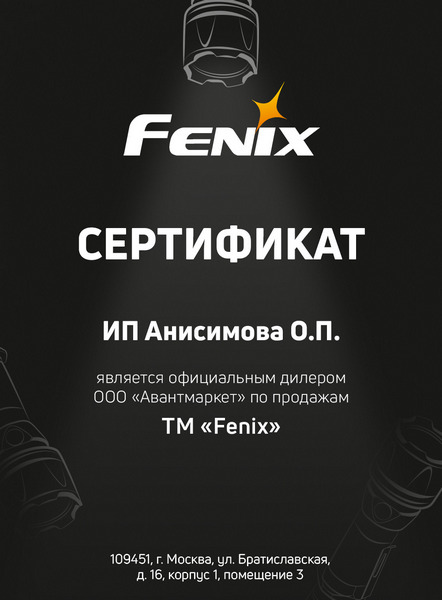 FENIX
СЕРТИФИКАТ
ИП Анисимова О.П.
является официальным дилером
ООО «Авантмаркет» по продажам
ТМ «Fenix»
109451, г. Москва, ул. Братиславская,
д. 16, корпус 1, помещение 3